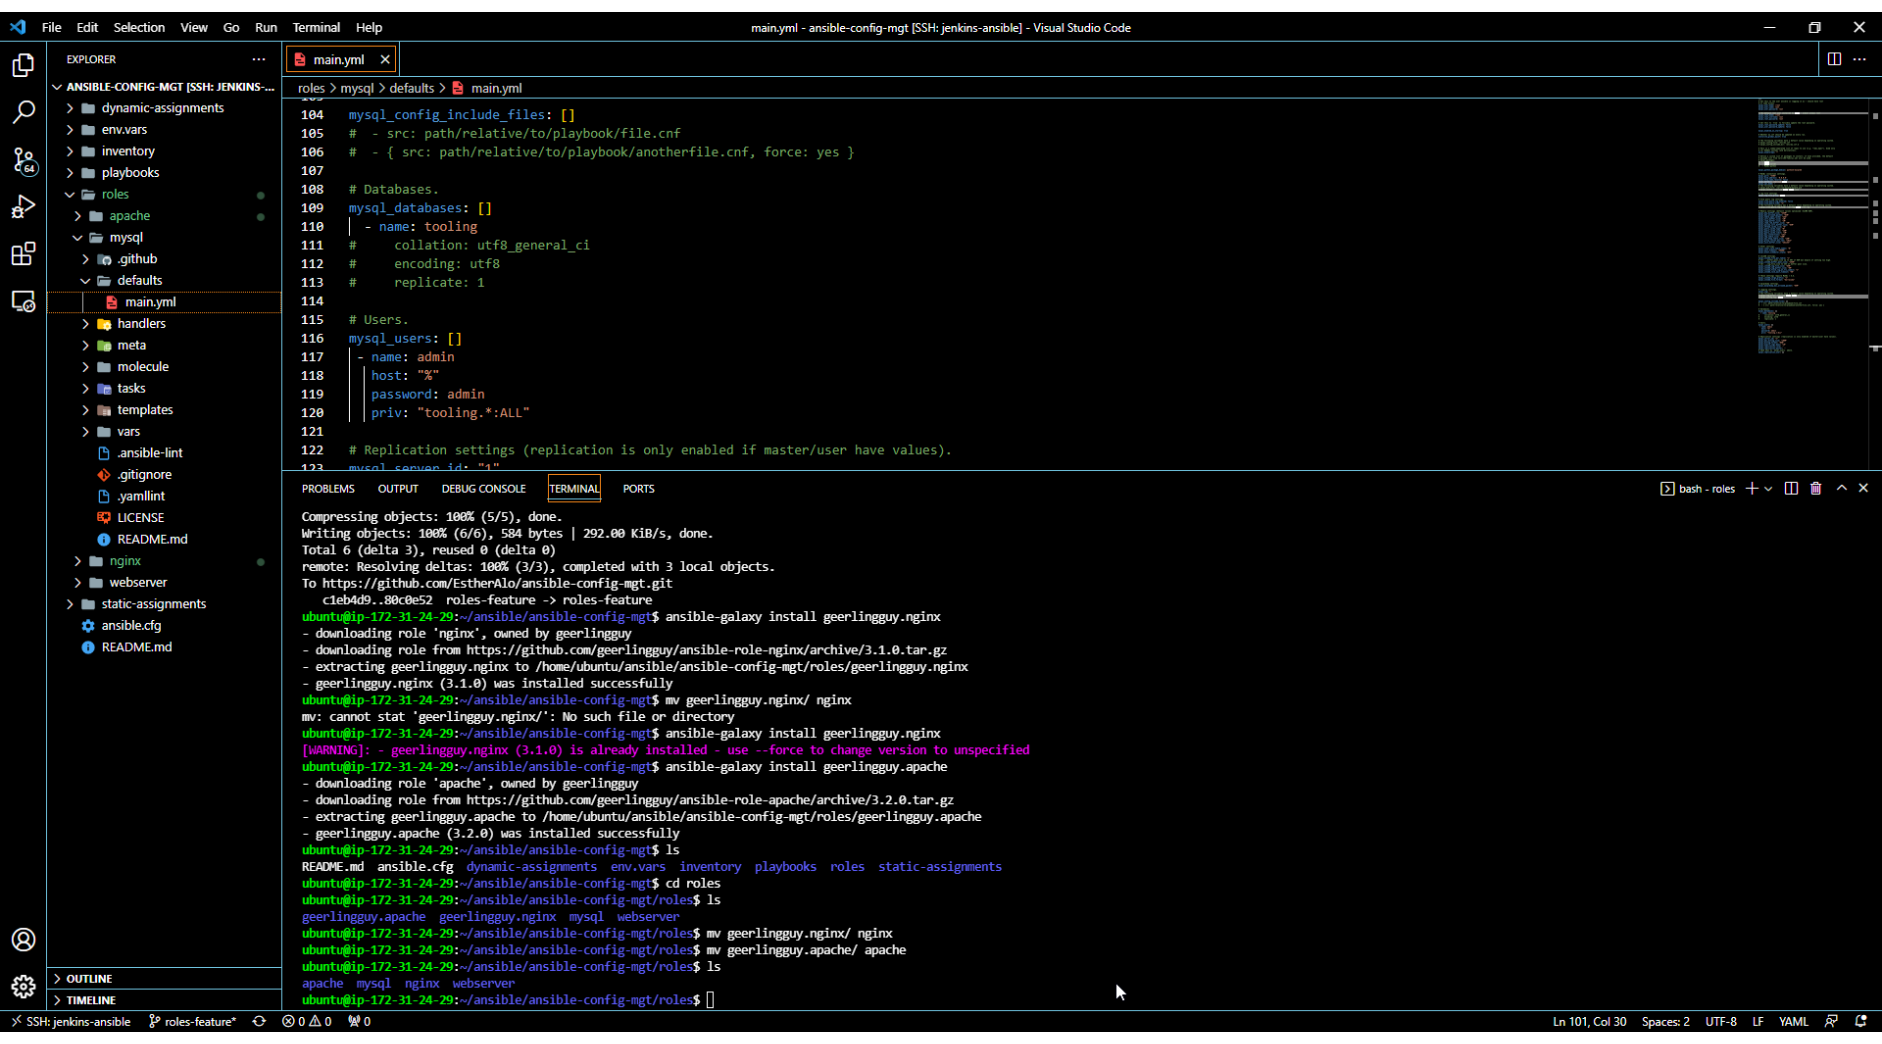 File Edit Selection View Go Run Terminal Help
main.yml - ansible-config-mgt [SSH: jenkins-ansible] - Visual Studio Code
EXPLORER
ANSIBLE-CONFIG-MGT [SSH: JENKINS-...
dynamic-assignments
env.vars
inventory
playbooks
roles
apache
mysql
.github
defaults
main.yml
handlers
meta
molecule
tasks
templates
vars
.ansible-lint
.gitignore
.yamllint
LICENSE
README.md
nginx
webserver
static-assignments
ansible.cfg
README.md
OUTLINE
TIMELINE
64
main.yml
roles > mysql > defaults > main.yml
104 mysql_config_include_files: []
105 #  - src: path/relative/to/playbook/file.cnf
106 #  - { src: path/relative/to/playbook/anotherfile.cnf, force: yes }
107
108 # Databases.
109 mysql_databases: []
110   - name: tooling
111 #     collation: utf8_general_ci
112 #     encoding: utf8
113 #     replicate: 1
114
115 # Users.
116 mysql_users: []
117  - name: admin
118    host: "%"
119    password: admin
120    priv: "tooling.*:ALL"
121
122 # Replication settings (replication is only enabled if master/user have values).
123 mysql_server_id: "1"
PROBLEMS OUTPUT DEBUG CONSOLE TERMINAL PORTS
bash - roles
Compressing objects: 100% (5/5), done.
Writing objects: 100% (6/6), 584 bytes | 292.00 KiB/s, done.
Total 6 (delta 3), reused 0 (delta 0)
remote: Resolving deltas: 100% (3/3), completed with 3 local objects.
To https://github.com/EstherAlo/ansible-config-mgt.git
   c1eb4d9..80c0e52  roles-feature -> roles-feature
ubuntu@ip-172-31-24-29:~/ansible/ansible-config-mgt$ ansible-galaxy install geerlingguy.nginx
- downloading role 'nginx', owned by geerlingguy
- downloading role from https://github.com/geerlingguy/ansible-role-nginx/archive/3.1.0.tar.gz
- extracting geerlingguy.nginx to /home/ubuntu/ansible/ansible-config-mgt/roles/geerlingguy.nginx
- geerlingguy.nginx (3.1.0) was installed successfully
ubuntu@ip-172-31-24-29:~/ansible/ansible-config-mgt$ mv geerlingguy.nginx/ nginx
mv: cannot stat 'geerlingguy.nginx/': No such file or directory
ubuntu@ip-172-31-24-29:~/ansible/ansible-config-mgt$ ansible-galaxy install geerlingguy.nginx
[WARNING]: - geerlingguy.nginx (3.1.0) is already installed - use --force to change version to unspecified
ubuntu@ip-172-31-24-29:~/ansible/ansible-config-mgt$ ansible-galaxy install geerlingguy.apache
- downloading role 'apache', owned by geerlingguy
- downloading role from https://github.com/geerlingguy/ansible-role-apache/archive/3.2.0.tar.gz
- extracting geerlingguy.apache to /home/ubuntu/ansible/ansible-config-mgt/roles/geerlingguy.apache
- geerlingguy.apache (3.2.0) was installed successfully
ubuntu@ip-172-31-24-29:~/ansible/ansible-config-mgt$ ls
README.md  ansible.cfg  dynamic-assignments  env.vars  inventory  playbooks  roles  static-assignments
ubuntu@ip-172-31-24-29:~/ansible/ansible-config-mgt$ cd roles
ubuntu@ip-172-31-24-29:~/ansible/ansible-config-mgt/roles$ ls
geerlingguy.apache  geerlingguy.nginx  mysql  webserver
ubuntu@ip-172-31-24-29:~/ansible/ansible-config-mgt/roles$ mv geerlingguy.nginx/ nginx
ubuntu@ip-172-31-24-29:~/ansible/ansible-config-mgt/roles$ mv geerlingguy.apache/ apache
ubuntu@ip-172-31-24-29:~/ansible/ansible-config-mgt/roles$ ls
apache  mysql  nginx  webserver
ubuntu@ip-172-31-24-29:~/ansible/ansible-config-mgt/roles$
SSH: jenkins-ansible roles-feature* 0 0 0
Ln 101, Col 30 Spaces: 2 UTF-8 LF YAML